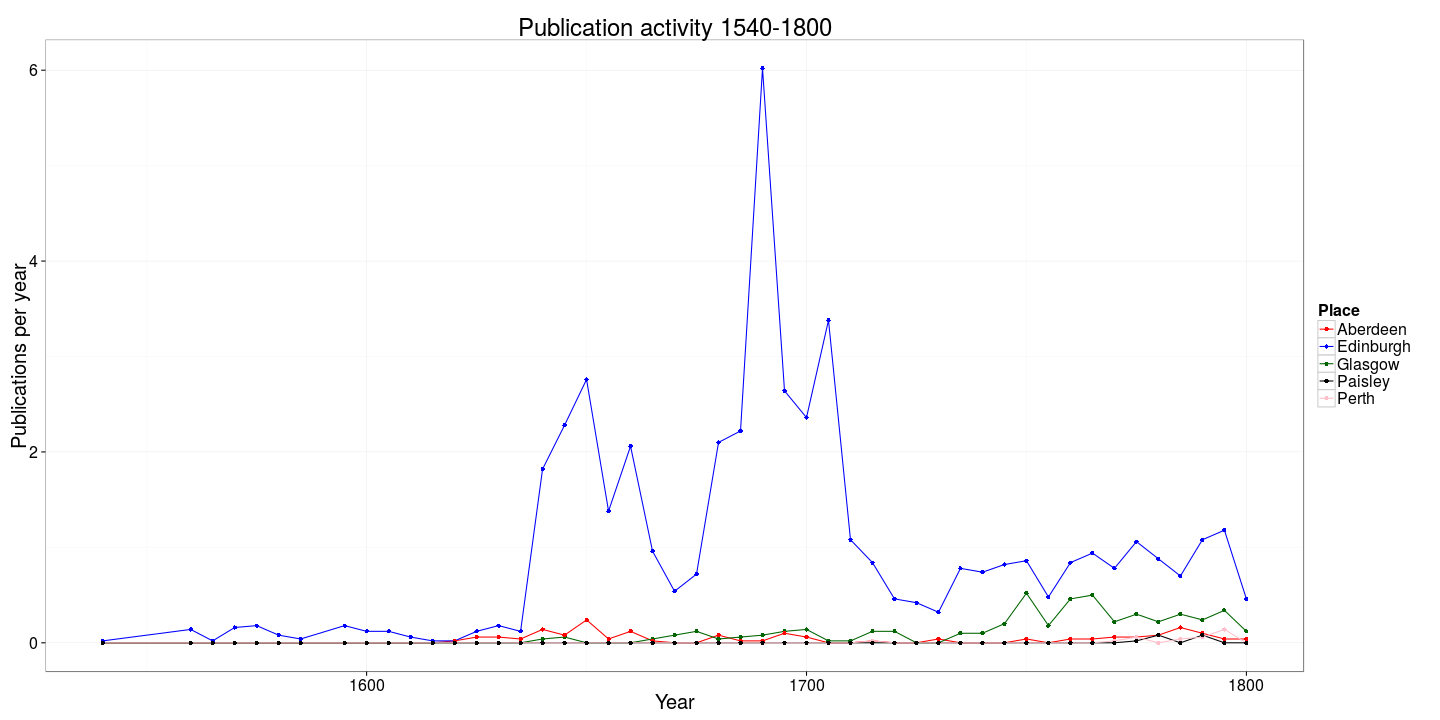 Publication activity 1540-1800
Publications per year
6
4
2
0
1600
1700
1800
Year
Place
Aberdeen
Edinburgh
Glasgow
Paisley
Perth